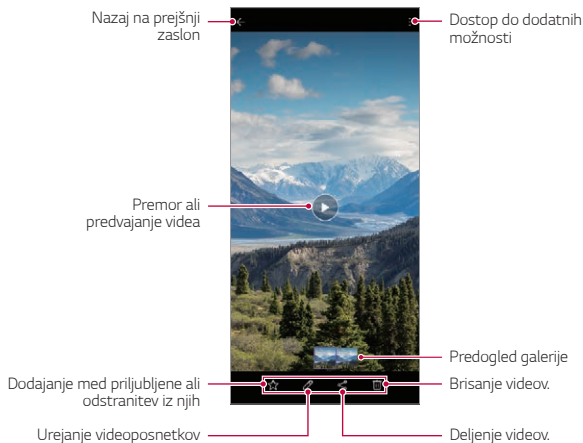 Nazaj na prejšnji
zaslon
Dostop do dodatnih
možnosti
Premor ali
predvajanje videa
Predogled galerije
Dodajanje med priljubljene ali
odstranitev iz njih
Brisanje videov.
Urejanje videoposnetkov
Deljenje videov.